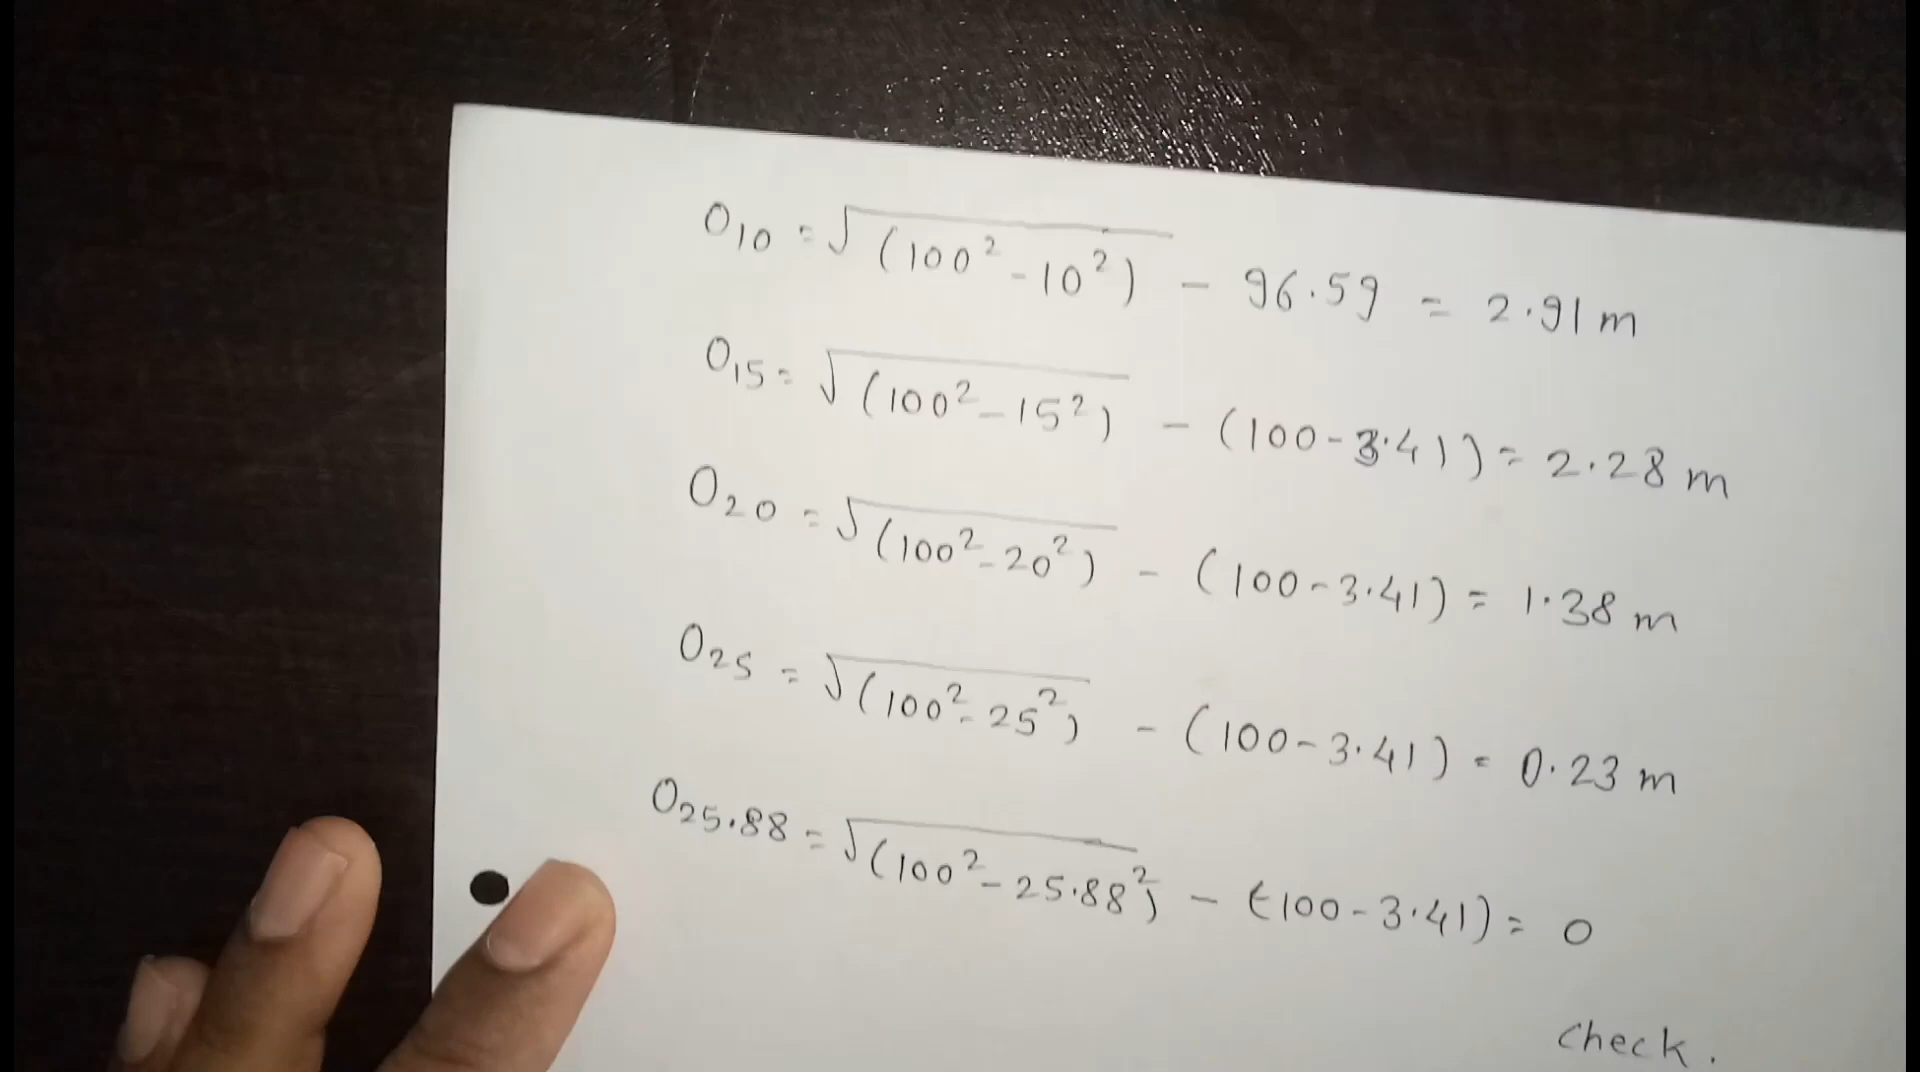 O10 = √(100² - 10²) - 96.59 = 2.91 m
O15 = √(100² - 15²) - (100 - 3.41) = 2.28 m
O20 = √(100² - 20²) - (100 - 3.41) = 1.38 m
O25 = √(100² - 25²) - (100 - 3.41) = 0.23 m
O25.88 = √(100² - 25.88²) - (100 - 3.41) = 0
Check.